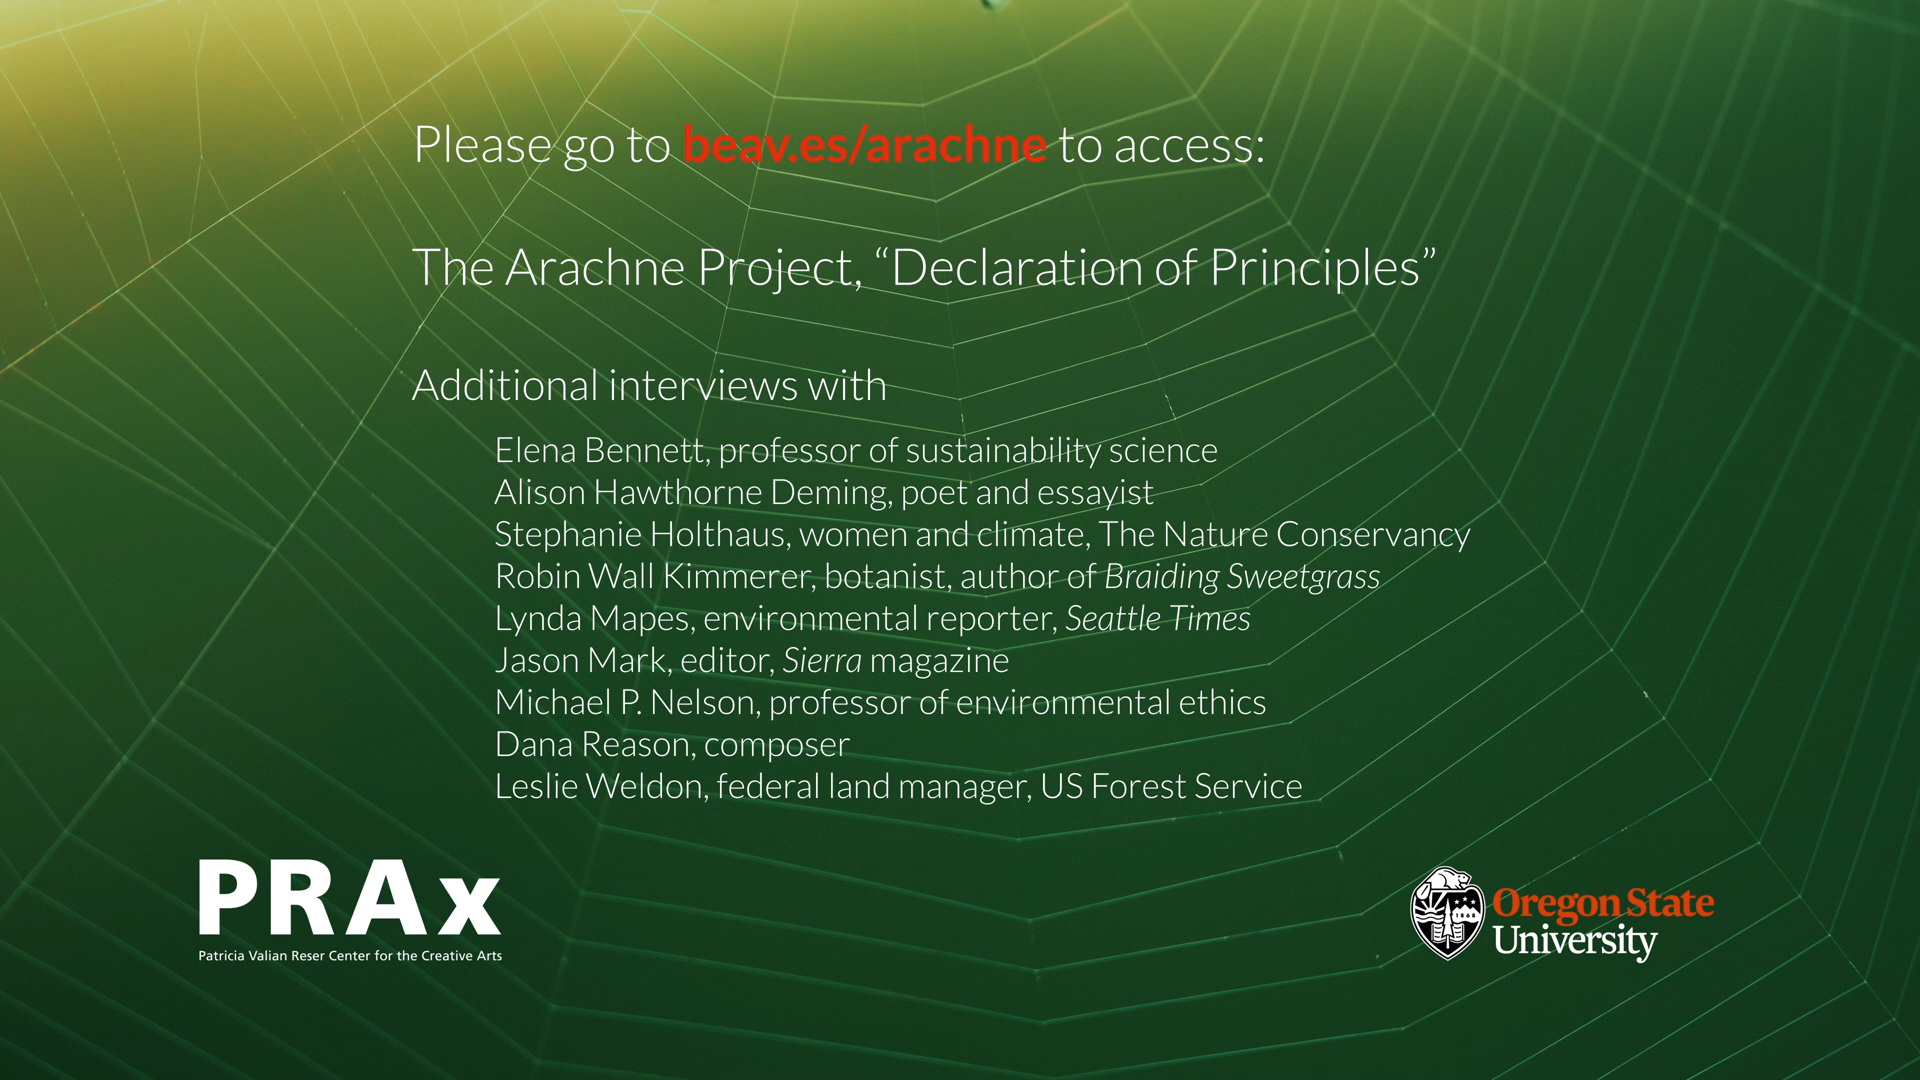 Please go to beav.es/arachne to access:
The Arachne Project, “Declaration of Principles”
Additional interviews with
Elena Bennett, professor of sustainability science
Alison Hawthorne Deming, poet and essayist
Stephanie Holthaus, women and climate, The Nature Conservancy
Robin Wall Kimmerer, botanist, author of Braiding Sweetgrass
Lynda Mapes, environmental reporter, Seattle Times
Jason Mark, editor, Sierra magazine
Michael P. Nelson, professor of environmental ethics
Dana Reason, composer
Leslie Weldon, federal land manager, US Forest Service
PRAx
Patricia Valian Reser Center for the Creative Arts
Oregon State
University